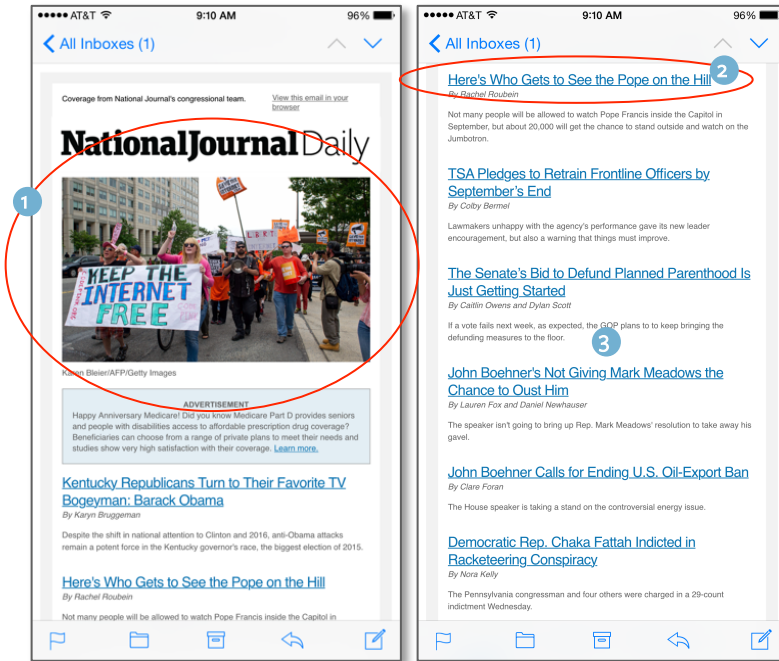 AT&T 9:10 AM 96%
All Inboxes (1)
Coverage from National Journal's congressional team.
View this email in your
browser
NationalJournal Daily
1
KEEP THE
INTERNET
FREE
Karen Bleier/AFP/Getty Images
ADVERTISEMENT
Happy Anniversary Medicare! Did you know Medicare Part D provides seniors
and people with disabilities access to affordable prescription drug coverage?
Beneficiaries can choose from a range of private plans to meet their needs and
studies show very high satisfaction with their coverage. Learn more.
Kentucky Republicans Turn to Their Favorite TV
Bogeyman: Barack Obama
By Karyn Bruggeman
Despite the shift in national attention to Clinton and 2016, anti-Obama attacks
remain a potent force in the Kentucky governor's race, the biggest election of 2015.
Here's Who Gets to See the Pope on the Hill
By Rachel Roubein
Not many people will be allowed to watch Pope Francis inside the Capitol in
AT&T 9:10 AM 96%
All Inboxes (1)
2
Here's Who Gets to See the Pope on the Hill
By Rachel Roubein
Not many people will be allowed to watch Pope Francis inside the Capitol in
September, but about 20,000 will get the chance to stand outside and watch on the
Jumbotron.
TSA Pledges to Retrain Frontline Officers by
September's End
By Colby Bermel
Lawmakers unhappy with the agency's performance gave its new leader
encouragement, but also a warning that things must improve.
The Senate's Bid to Defund Planned Parenthood Is
Just Getting Started
By Caitlin Owens and Dylan Scott
If a vote fails next week, as expected, the GOP plans to to keep bringing the
defunding measures to the floor.
3
John Boehner's Not Giving Mark Meadows the
Chance to Oust Him
By Lauren Fox and Daniel Newhauser
The speaker isn't going to bring up Rep. Mark Meadows' resolution to take away his
gavel.
John Boehner Calls for Ending U.S. Oil-Export Ban
By Clare Foran
The House speaker is taking a stand on the controversial energy issue.
Democratic Rep. Chaka Fattah Indicted in
Racketeering Conspiracy
By Nora Kelly
The Pennsylvania congressman and four others were charged in a 29-count
indictment Wednesday.